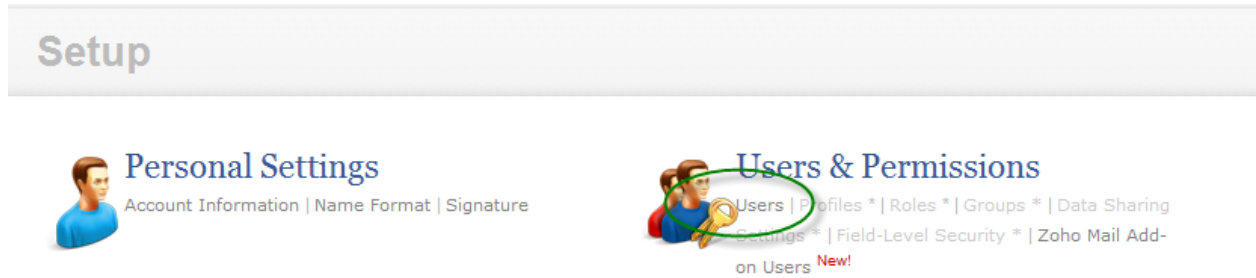 Setup
Personal Settings
Account Information | Name Format | Signature
Users & Permissions
Users | Profiles * | Roles * | Groups * | Data Sharing
Settings * | Field-Level Security * | Zoho Mail Add-
on Users New!